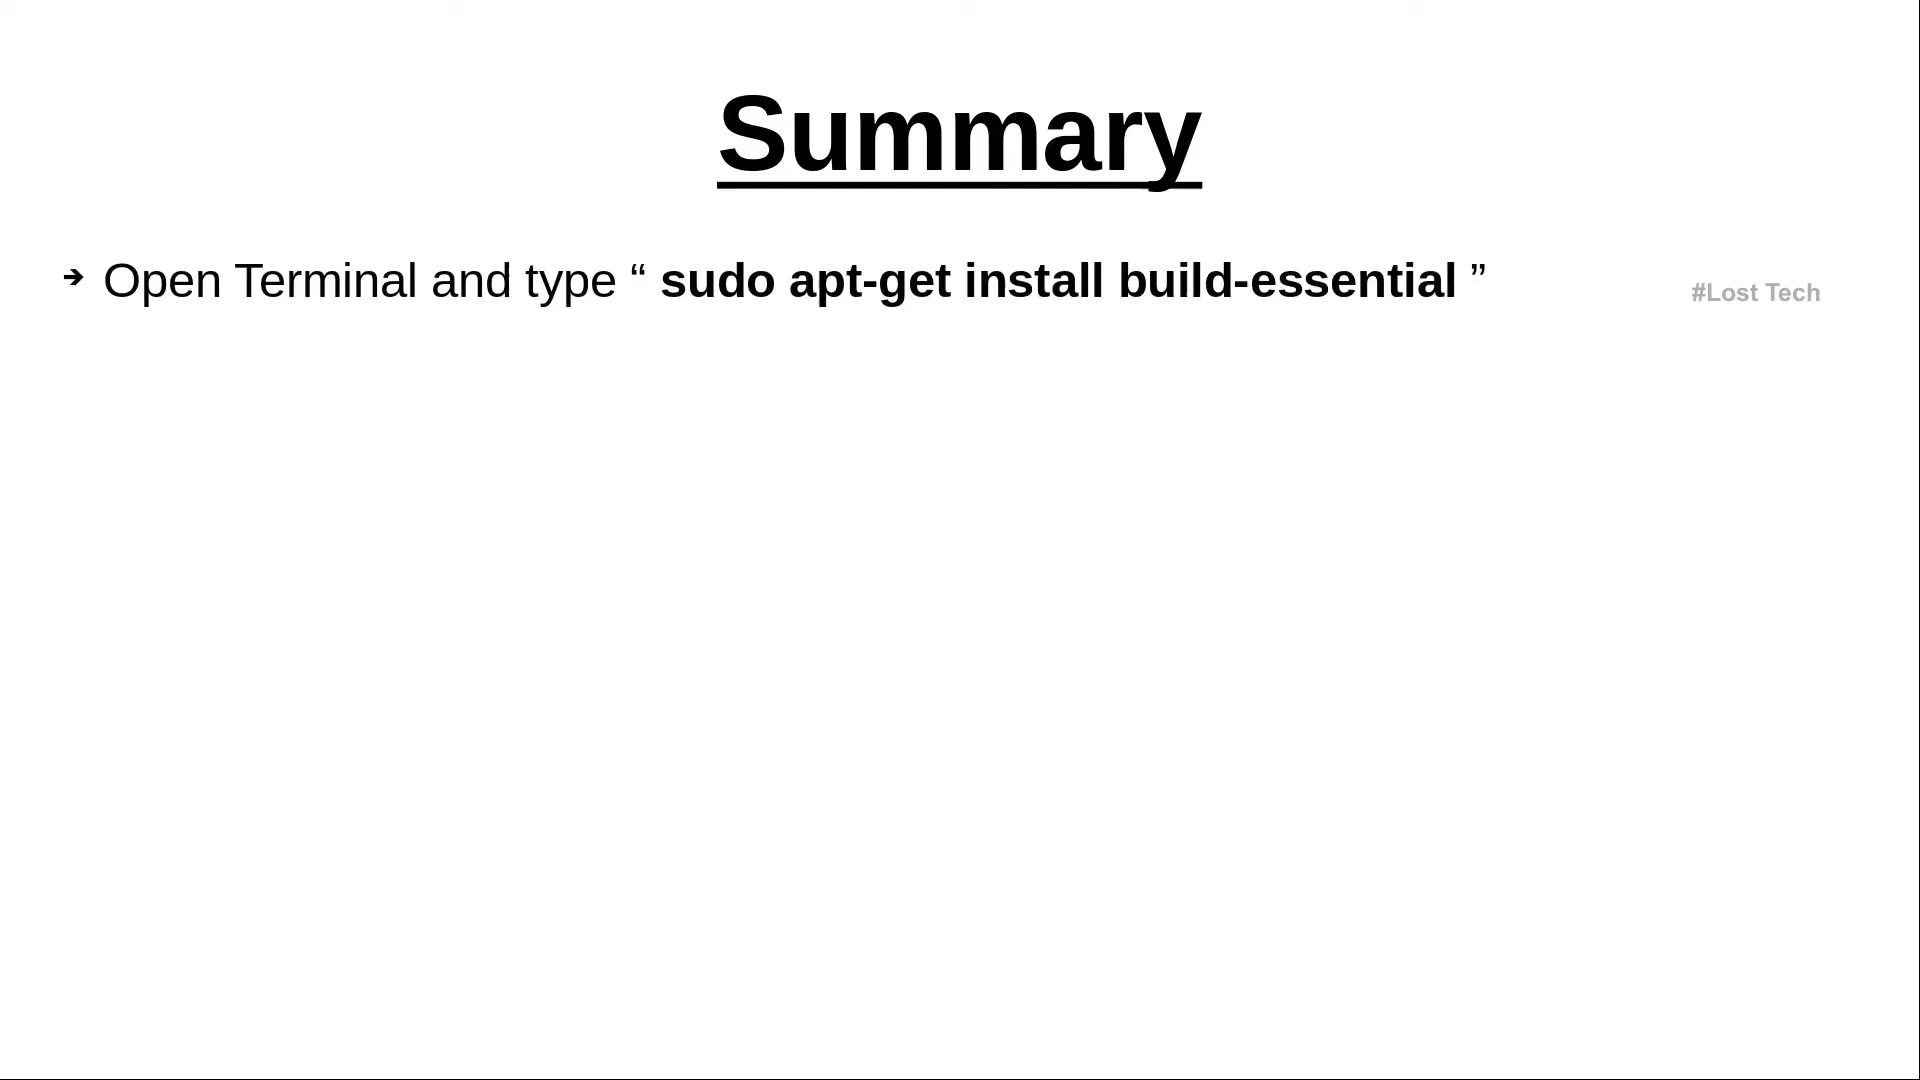 Summary
➔ Open Terminal and type “ sudo apt-get install build-essential ”
#Lost Tech